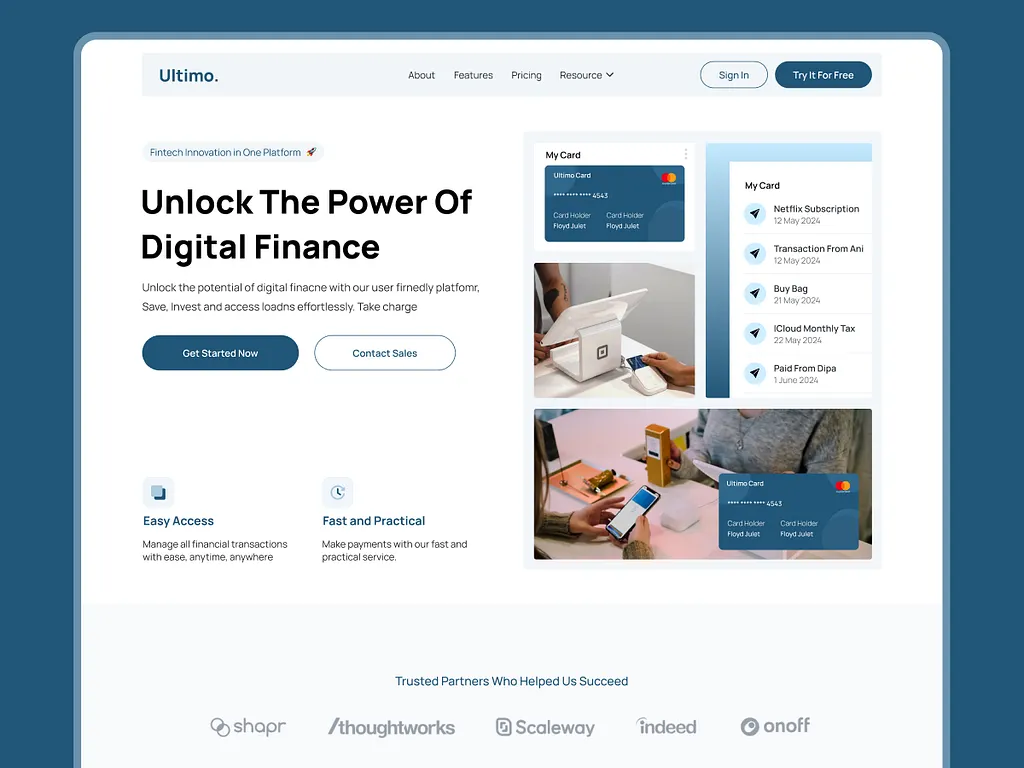 Ultimo.
About
Features
Pricing
Resource
Sign In
Try It For Free
Fintech Innovation in One Platform
Unlock The Power Of
Digital Finance
Unlock the potential of digital finacne with our user firnedly platfomr,
Save, Invest and access loadns effortlessly. Take charge
Get Started Now
Contact Sales
Easy Access
Manage all financial transactions
with ease, anytime, anywhere
Fast and Practical
Make payments with our fast and
practical service.
My Card
Ultimo Card
**** **** **** 4543
Card Holder
Card Holder
Floyd Julet
Floyd Julet
My Card
Netflix Subscription
12 May 2024
Transaction From Ani
12 May 2024
Buy Bag
21 May 2024
ICloud Monthly Tax
22 May 2024
Paid From Dipa
1 June 2024
Ultimo Card
**** **** **** 4543
Card Holder
Card Holder
Floyd Julet
Floyd Julet
Trusted Partners Who Helped Us Succeed
shapr
/thoughtworks
Scaleway
indeed
onoff